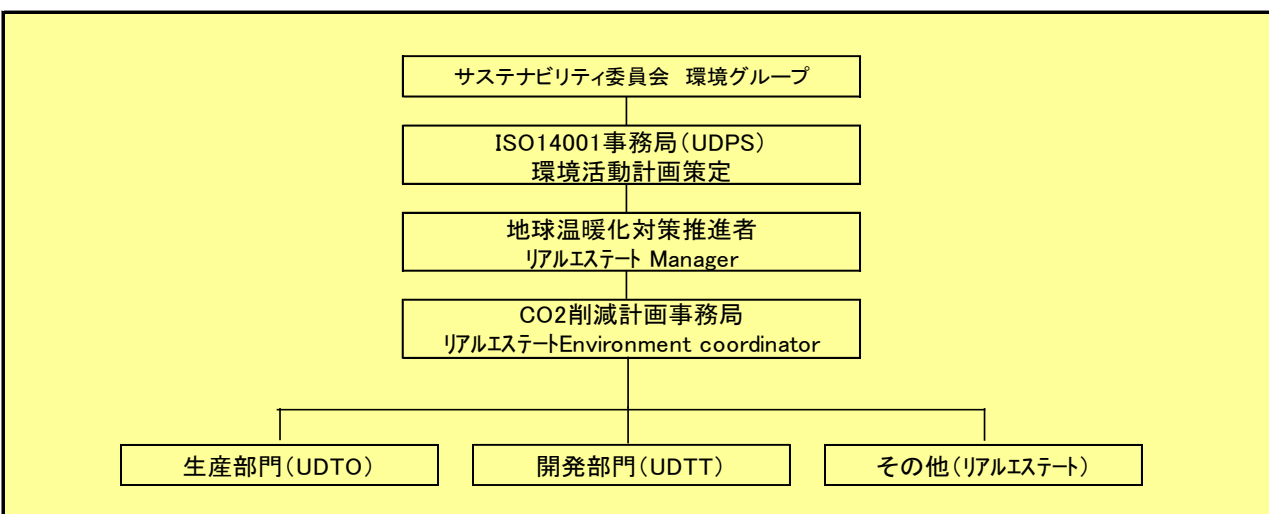 サステナビリティ委員会 環境グループ
ISO14001事務局(UDPS)
環境活動計画策定
地球温暖化対策推進者
リアルエステート Manager
CO2削減計画事務局
リアルエステートEnvironment coordinator
生産部門(UDTO) 開発部門(UDTT) その他(リアルエステート)